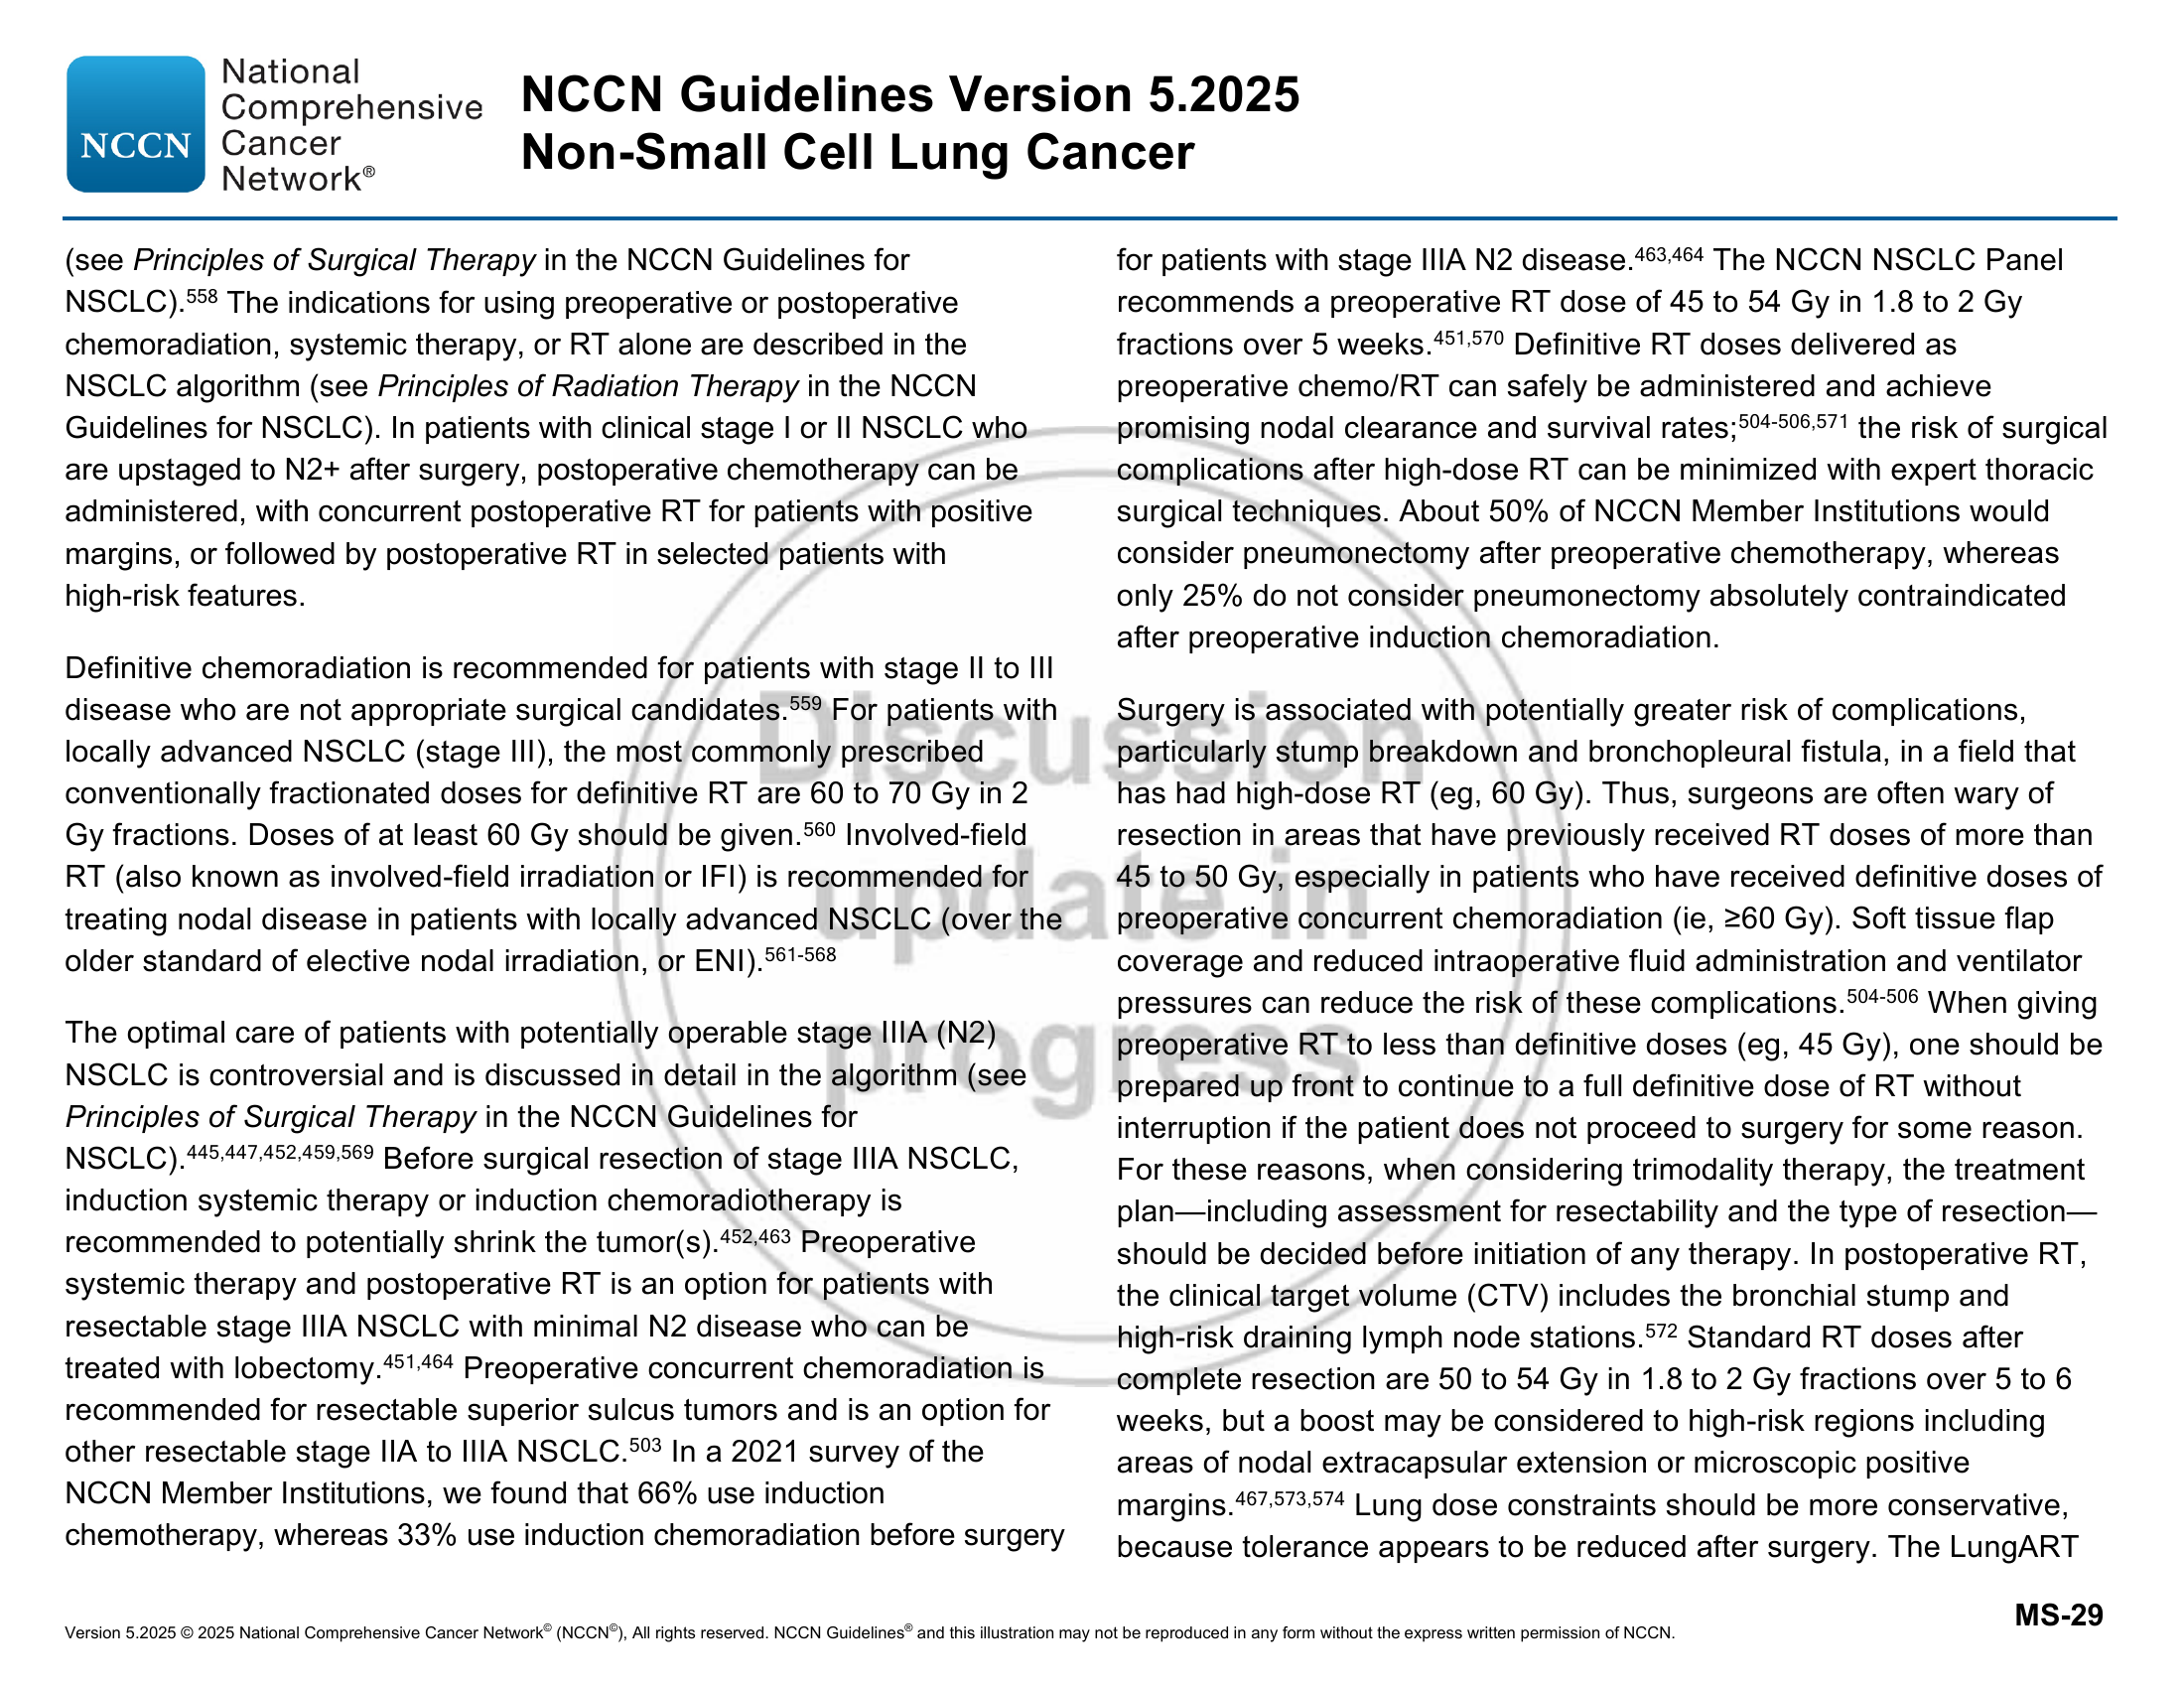 NCCN
National
Comprehensive
Cancer
Network®
NCCN Guidelines Version 5.2025
Non-Small Cell Lung Cancer
(see Principles of Surgical Therapy in the NCCN Guidelines for
NSCLC).558 The indications for using preoperative or postoperative
chemoradiation, systemic therapy, or RT alone are described in the
NSCLC algorithm (see Principles of Radiation Therapy in the NCCN
Guidelines for NSCLC). In patients with clinical stage I or II NSCLC who
are upstaged to N2+ after surgery, postoperative chemotherapy can be
administered, with concurrent postoperative RT for patients with positive
margins, or followed by postoperative RT in selected patients with
high-risk features.
Definitive chemoradiation is recommended for patients with stage II to III
disease who are not appropriate surgical candidates.559 For patients with
locally advanced NSCLC (stage III), the most commonly prescribed
conventionally fractionated doses for definitive RT are 60 to 70 Gy in 2
Gy fractions. Doses of at least 60 Gy should be given.560 Involved-field
RT (also known as involved-field irradiation or IFI) is recommended for
treating nodal disease in patients with locally advanced NSCLC (over the
older standard of elective nodal irradiation, or ENI).561-568
The optimal care of patients with potentially operable stage IIIA (N2)
NSCLC is controversial and is discussed in detail in the algorithm (see
Principles of Surgical Therapy in the NCCN Guidelines for
NSCLC).445,447,452,459,569 Before surgical resection of stage IIIA NSCLC,
induction systemic therapy or induction chemoradiotherapy is
recommended to potentially shrink the tumor(s).452,463 Preoperative
systemic therapy and postoperative RT is an option for patients with
resectable stage IIIA NSCLC with minimal N2 disease who can be
treated with lobectomy.451,464 Preoperative concurrent chemoradiation is
recommended for resectable superior sulcus tumors and is an option for
other resectable stage IIA to IIIA NSCLC.503 In a 2021 survey of the
NCCN Member Institutions, we found that 66% use induction
chemotherapy, whereas 33% use induction chemoradiation before surgery
for patients with stage IIIA N2 disease.463,464 The NCCN NSCLC Panel
recommends a preoperative RT dose of 45 to 54 Gy in 1.8 to 2 Gy
fractions over 5 weeks.451,570 Definitive RT doses delivered as
preoperative chemo/RT can safely be administered and achieve
promising nodal clearance and survival rates;504-506,571 the risk of surgical
complications after high-dose RT can be minimized with expert thoracic
surgical techniques. About 50% of NCCN Member Institutions would
consider pneumonectomy after preoperative chemotherapy, whereas
only 25% do not consider pneumonectomy absolutely contraindicated
after preoperative induction chemoradiation.
Surgery is associated with potentially greater risk of complications,
particularly stump breakdown and bronchopleural fistula, in a field that
has had high-dose RT (eg, 60 Gy). Thus, surgeons are often wary of
resection in areas that have previously received RT doses of more than
45 to 50 Gy, especially in patients who have received definitive doses of
preoperative concurrent chemoradiation (ie, ≥60 Gy). Soft tissue flap
coverage and reduced intraoperative fluid administration and ventilator
pressures can reduce the risk of these complications.504-506 When giving
preoperative RT to less than definitive doses (eg, 45 Gy), one should be
prepared up front to continue to a full definitive dose of RT without
interruption if the patient does not proceed to surgery for some reason.
For these reasons, when considering trimodality therapy, the treatment
plan—including assessment for resectability and the type of resection—
should be decided before initiation of any therapy. In postoperative RT,
the clinical target volume (CTV) includes the bronchial stump and
high-risk draining lymph node stations.572 Standard RT doses after
complete resection are 50 to 54 Gy in 1.8 to 2 Gy fractions over 5 to 6
weeks, but a boost may be considered to high-risk regions including
areas of nodal extracapsular extension or microscopic positive
margins.467,573,574 Lung dose constraints should be more conservative,
because tolerance appears to be reduced after surgery. The LungART
Discussion
update in
progress
MS-29
Version 5.2025 © 2025 National Comprehensive Cancer Network© (NCCN©), All rights reserved. NCCN Guidelines® and this illustration may not be reproduced in any form without the express written permission of NCCN.